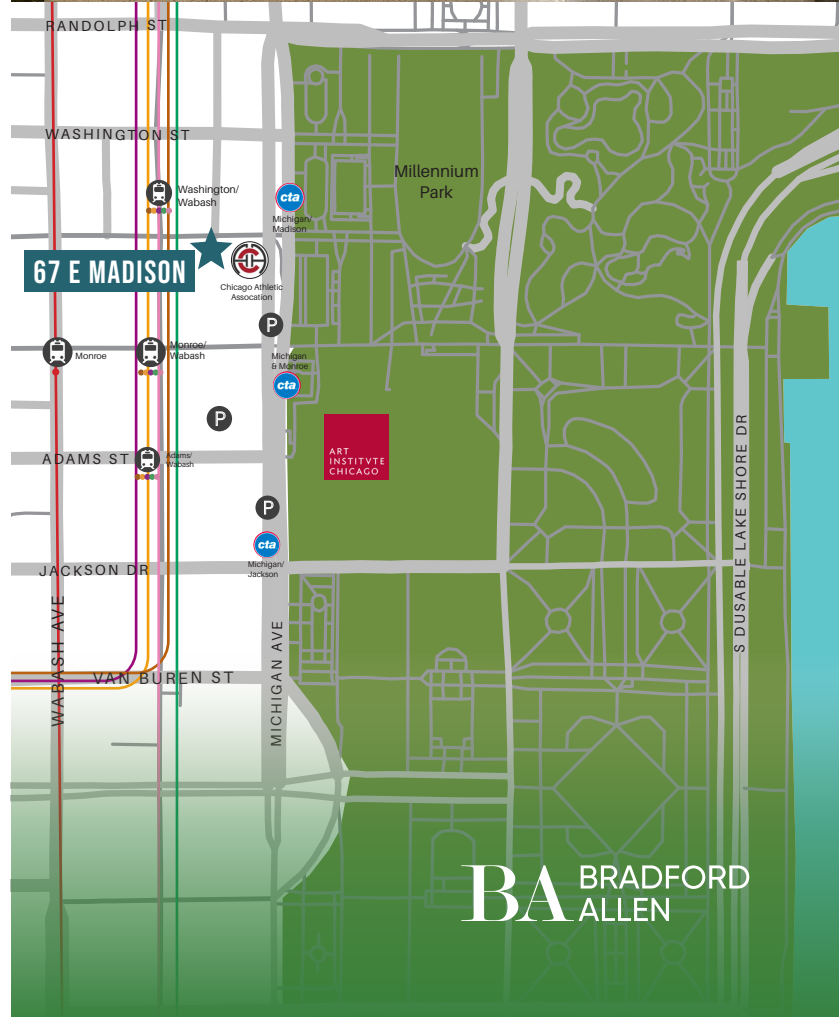 RANDOLPH ST
WASHINGTON ST
Millennium
Park
Washington/
Wabash
cta
Michigan/
Madison
67 E MADISON
Chicago Athletic
Assocation
P
Monroe
Monroe/
Wabash
Michigan
& Monroe
cta
P
ART
INSTITVTE
CHICAGO
ADAMS ST
Adams/
Wabash
P
cta
Michigan/
Jackson
JACKSON DR
S DUSABLE LAKE SHORE DR
WABASH AVE
MICHIGAN AVE
VAN BUREN ST
BA
BRADFORD
ALLEN